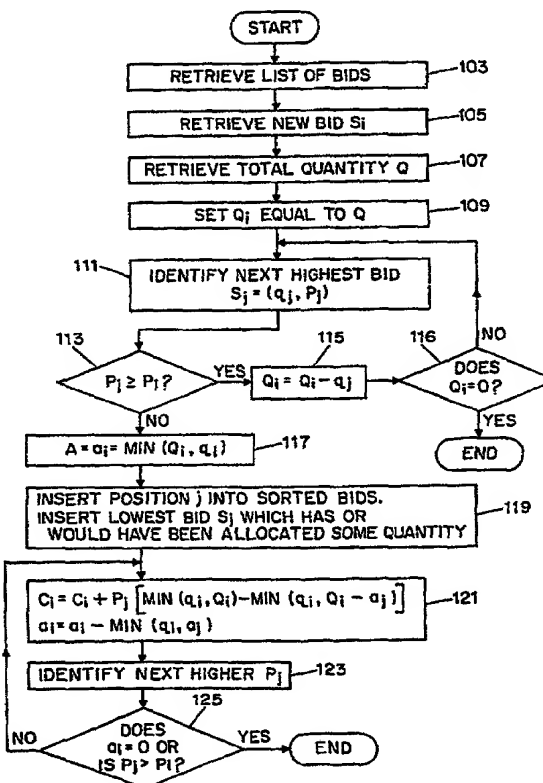 START
RETRIEVE LIST OF BIDS
103
RETRIEVE NEW BID Si
105
RETRIEVE TOTAL QUANTITY Q
107
SET Qi EQUAL TO Q
109
111
IDENTIFY NEXT HIGHEST BID
Sj = (qj, Pj)
113
Pj ≥ Pi?
YES
115
Qi = Qi - qj
116
DOES
Qi=0?
NO
YES
END
NO
A = ai = MIN (Qi, qi)
117
INSERT POSITION j INTO SORTED BIDS.
INSERT LOWEST BID Sj WHICH HAS OR
WOULD HAVE BEEN ALLOCATED SOME QUANTITY
119
Ci = Ci + Pj [MIN (qi, Qi) – MIN (qi, Qi – aj)]
ai = ai – MIN (qi, aj)
121
IDENTIFY NEXT HIGHER Pj
123
125
NO
DOES
ai = 0 OR
IS Pj > Pi?
YES
END